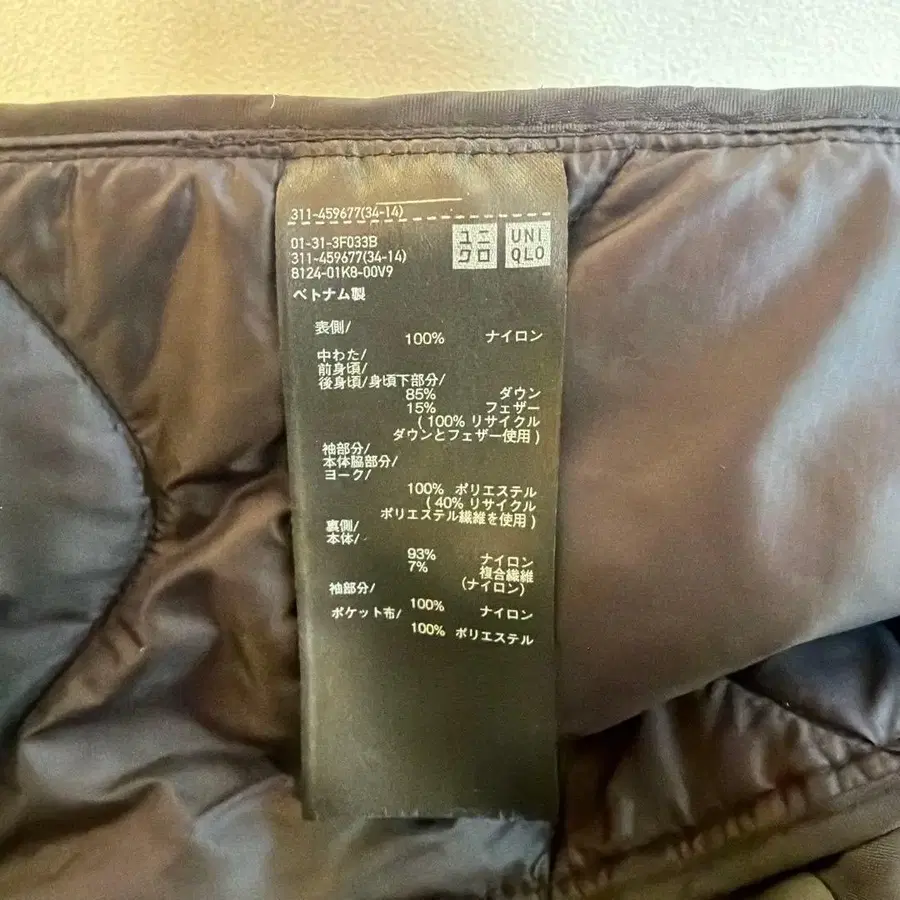 311-459677(34-14)
01-31-3F033B
311-459677(34-14)
8124-01K8-00V9
ユニクロ
UNIQLO
ベトナム製
表側/
100% ナイロン
中わた/
前身頃/
後身頃/身頃下部分/
85% ダウン
15% フェザー
(100% リサイクル
ダウンとフェザー使用)
袖部分/
本体脇部分/
ヨーク/
100% ポリエステル
(40% リサイクル
ポリエステル繊維を使用)
裏側/
本体/
93% ナイロン
7% 複合繊維
(ナイロン)
袖部分/
100% ナイロン
ポケット布/
100% ポリエステル